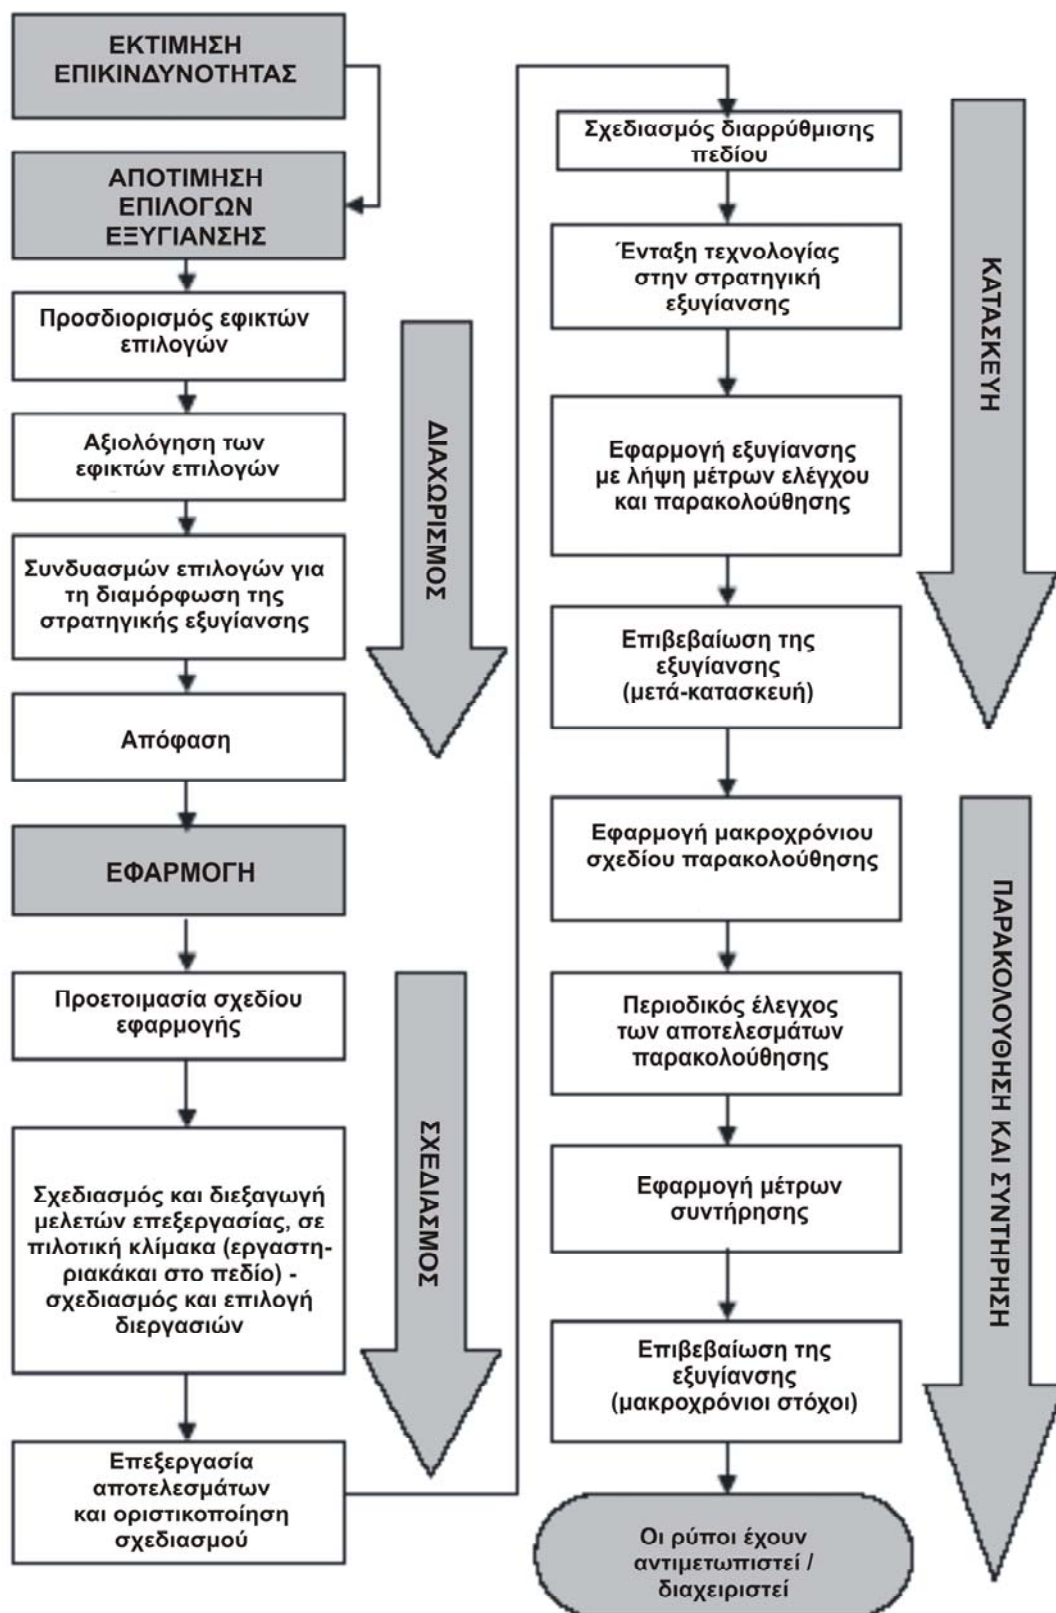 ΕΚΤΙΜΗΣΗ
ΕΠΙΚΙΝΔΥΝΟΤΗΤΑΣ
ΑΠΟΤΙΜΗΣΗ
ΕΠΙΛΟΓΩΝ
ΕΞΥΓΙΑΝΣΗΣ
Προσδιορισμός εφικτών
επιλογών
Αξιολόγηση των
εφικτών επιλογών
Συνδυασμών επιλογών για
τη διαμόρφωση της
στρατηγικής εξυγίανσης
Απόφαση
ΔΙΑΧΩΡΙΣΜΟΣ
ΕΦΑΡΜΟΓΗ
Προετοιμασία σχεδίου
εφαρμογής
Σχεδιασμός και διεξαγωγή
μελετών επεξεργασίας, σε
πιλοτική κλίμακα (εργαστη-
ριακάκαι στο πεδίο) -
σχεδιασμός και επιλογή
διεργασιών
Επεξεργασία
αποτελεσμάτων
και οριστικοποίηση
σχεδιασμού
ΣΧΕΔΙΑΣΜΟΣ
Σχεδιασμός διαρρύθμισης
πεδίου
Ένταξη τεχνολογίας
στην στρατηγική
εξυγίανσης
Εφαρμογή εξυγίανσης
με λήψη μέτρων ελέγχου
και παρακολούθησης
Επιβεβαίωση της
εξυγίανσης
(μετά-κατασκευή)
ΚΑΤΑΣΚΕΥΗ
Εφαρμογή μακροχρόνιου
σχεδίου παρακολούθησης
Περιοδικός έλεγχος
των αποτελεσμάτων
παρακολούθησης
Εφαρμογή μέτρων
συντήρησης
Επιβεβαίωση της
εξυγίανσης
(μακροχρόνιοι στόχοι)
ΠΑΡΑΚΟΛΟΥΘΗΣΗ ΚΑΙ ΣΥΝΤΗΡΗΣΗ
Οι ρύποι έχουν
αντιμετωπιστεί /
διαχειριστεί